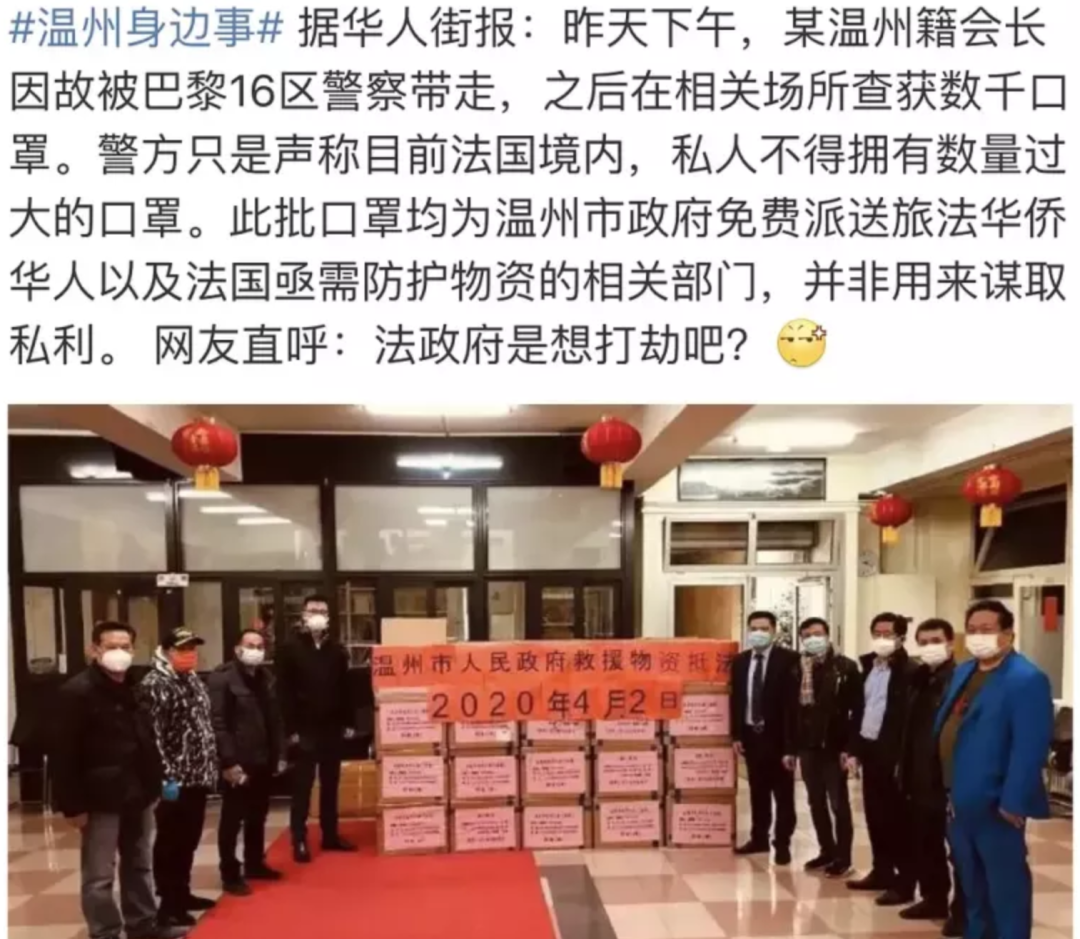 #温州身边事# 据华人街报：昨天下午，某温州籍会长
因故被巴黎16区警察带走，之后在相关场所查获数千口
罩。警方只是声称目前法国境内，私人不得拥有数量过
大的口罩。此批口罩均为温州市政府免费派送旅法华侨
华人以及法国亟需防护物资的相关部门，并非用来谋取
私利。 网友直呼：法政府是想打劫吧？
温州市人民政府救援物资抵法
2020年4月2日